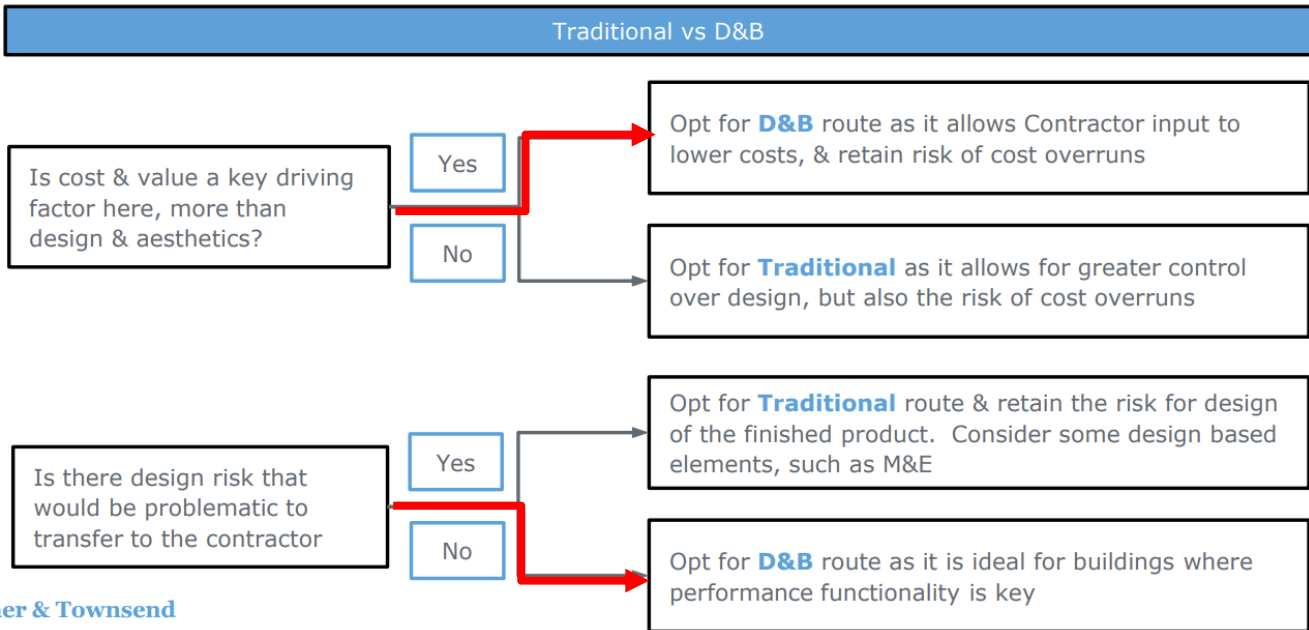 Traditional vs D&B
Is cost & value a key driving
factor here, more than
design & aesthetics?
Yes
No
Opt for D&B route as it allows Contractor input to
lower costs, & retain risk of cost overruns
Opt for Traditional as it allows for greater control
over design, but also the risk of cost overruns
Is there design risk that
would be problematic to
transfer to the contractor
Yes
No
Opt for Traditional route & retain the risk for design
of the finished product.  Consider some design based
elements, such as M&E
Opt for D&B route as it is ideal for buildings where
performance functionality is key
ner & Townsend